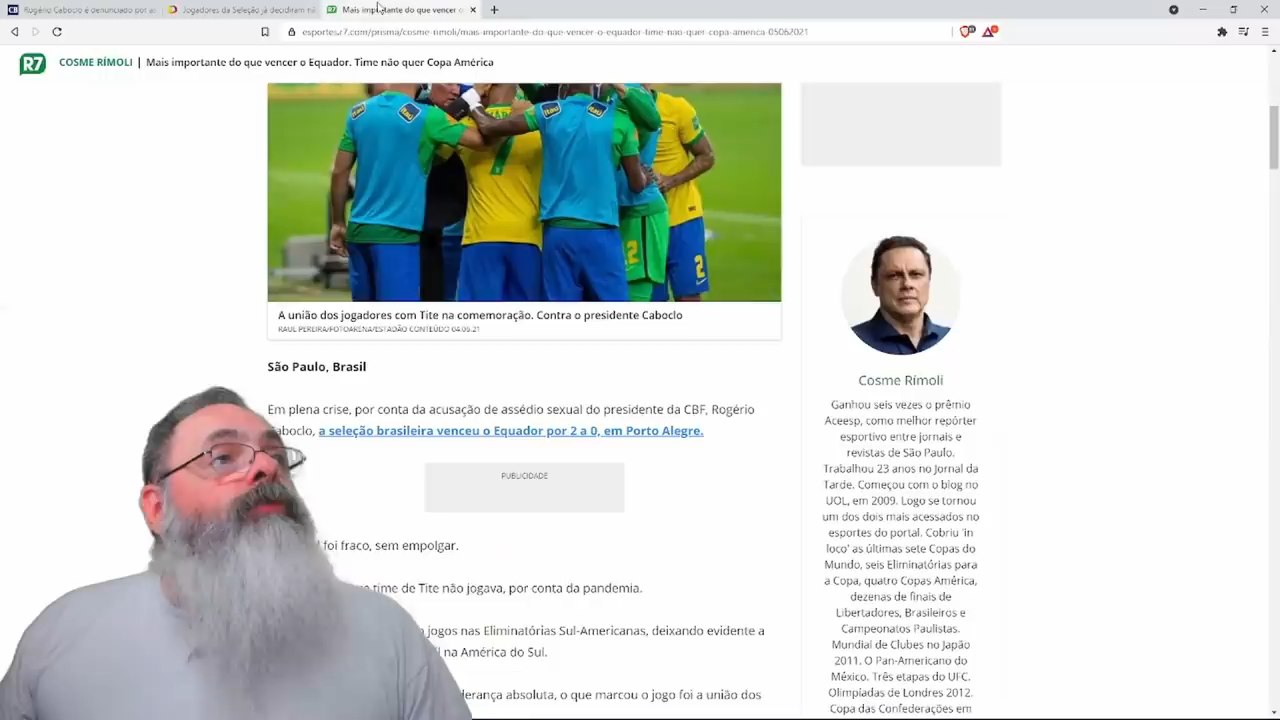 Rogério Caboclo é denunciado por as
Jogadores da Seleção já decidiram nã
Mais importante do que vencer o
esportes.r7.com/prisma/cosme-rimoli/mais-importante-do-que-vencer-o-equador-time-nao-quer-copa-america-05062021
R7 COSME RÍMOLI | Mais importante do que vencer o Equador. Time não quer Copa América
Itaú
Itaú
Itaú
Itaú
7
12
2
A união dos jogadores com Tite na comemoração. Contra o presidente Caboclo
RAUL PEREIRA/FOTOARENA/ESTADÃO CONTEÚDO 04.06.21
São Paulo, Brasil
Em plena crise, por conta da acusação de assédio sexual do presidente da CBF, Rogério
aboclo, a seleção brasileira venceu o Equador por 2 a 0, em Porto Alegre.
PUBLICIDADE
foi fraco, sem empolgar.
time de Tite não jogava, por conta da pandemia.
jogos nas Eliminatórias Sul-Americanas, deixando evidente a
na América do Sul.
derança absoluta, o que marcou o jogo foi a união dos
Cosme Rímoli
Ganhou seis vezes o prêmio
Aceesp, como melhor repórter
esportivo entre jornais e
revistas de São Paulo.
Trabalhou 23 anos no Jornal da
Tarde. Começou com o blog no
UOL, em 2009. Logo se tornou
um dos dois mais acessados no
esportes do portal. Cobriu 'in
loco' as últimas sete Copas do
Mundo, seis Eliminatórias para
a Copa, quatro Copas América,
dezenas de finais de
Libertadores, Brasileiros e
Campeonatos Paulistas.
Mundial de Clubes no Japão
2011. O Pan-Americano do
México. Três etapas do UFC.
Olimpíadas de Londres 2012.
Copa das Confederações em